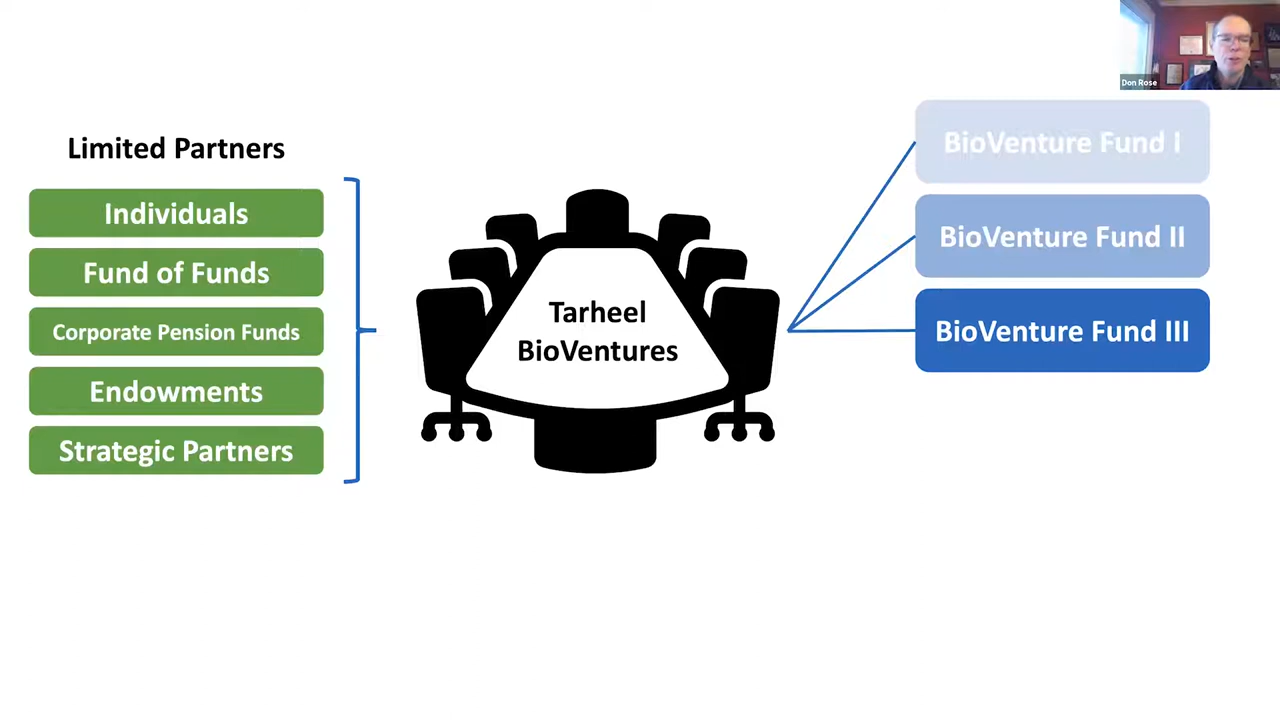 Don Rose
Limited Partners
Individuals
Fund of Funds
Corporate Pension Funds
Endowments
Strategic Partners
Tarheel
BioVentures
BioVenture Fund I
BioVenture Fund II
BioVenture Fund III